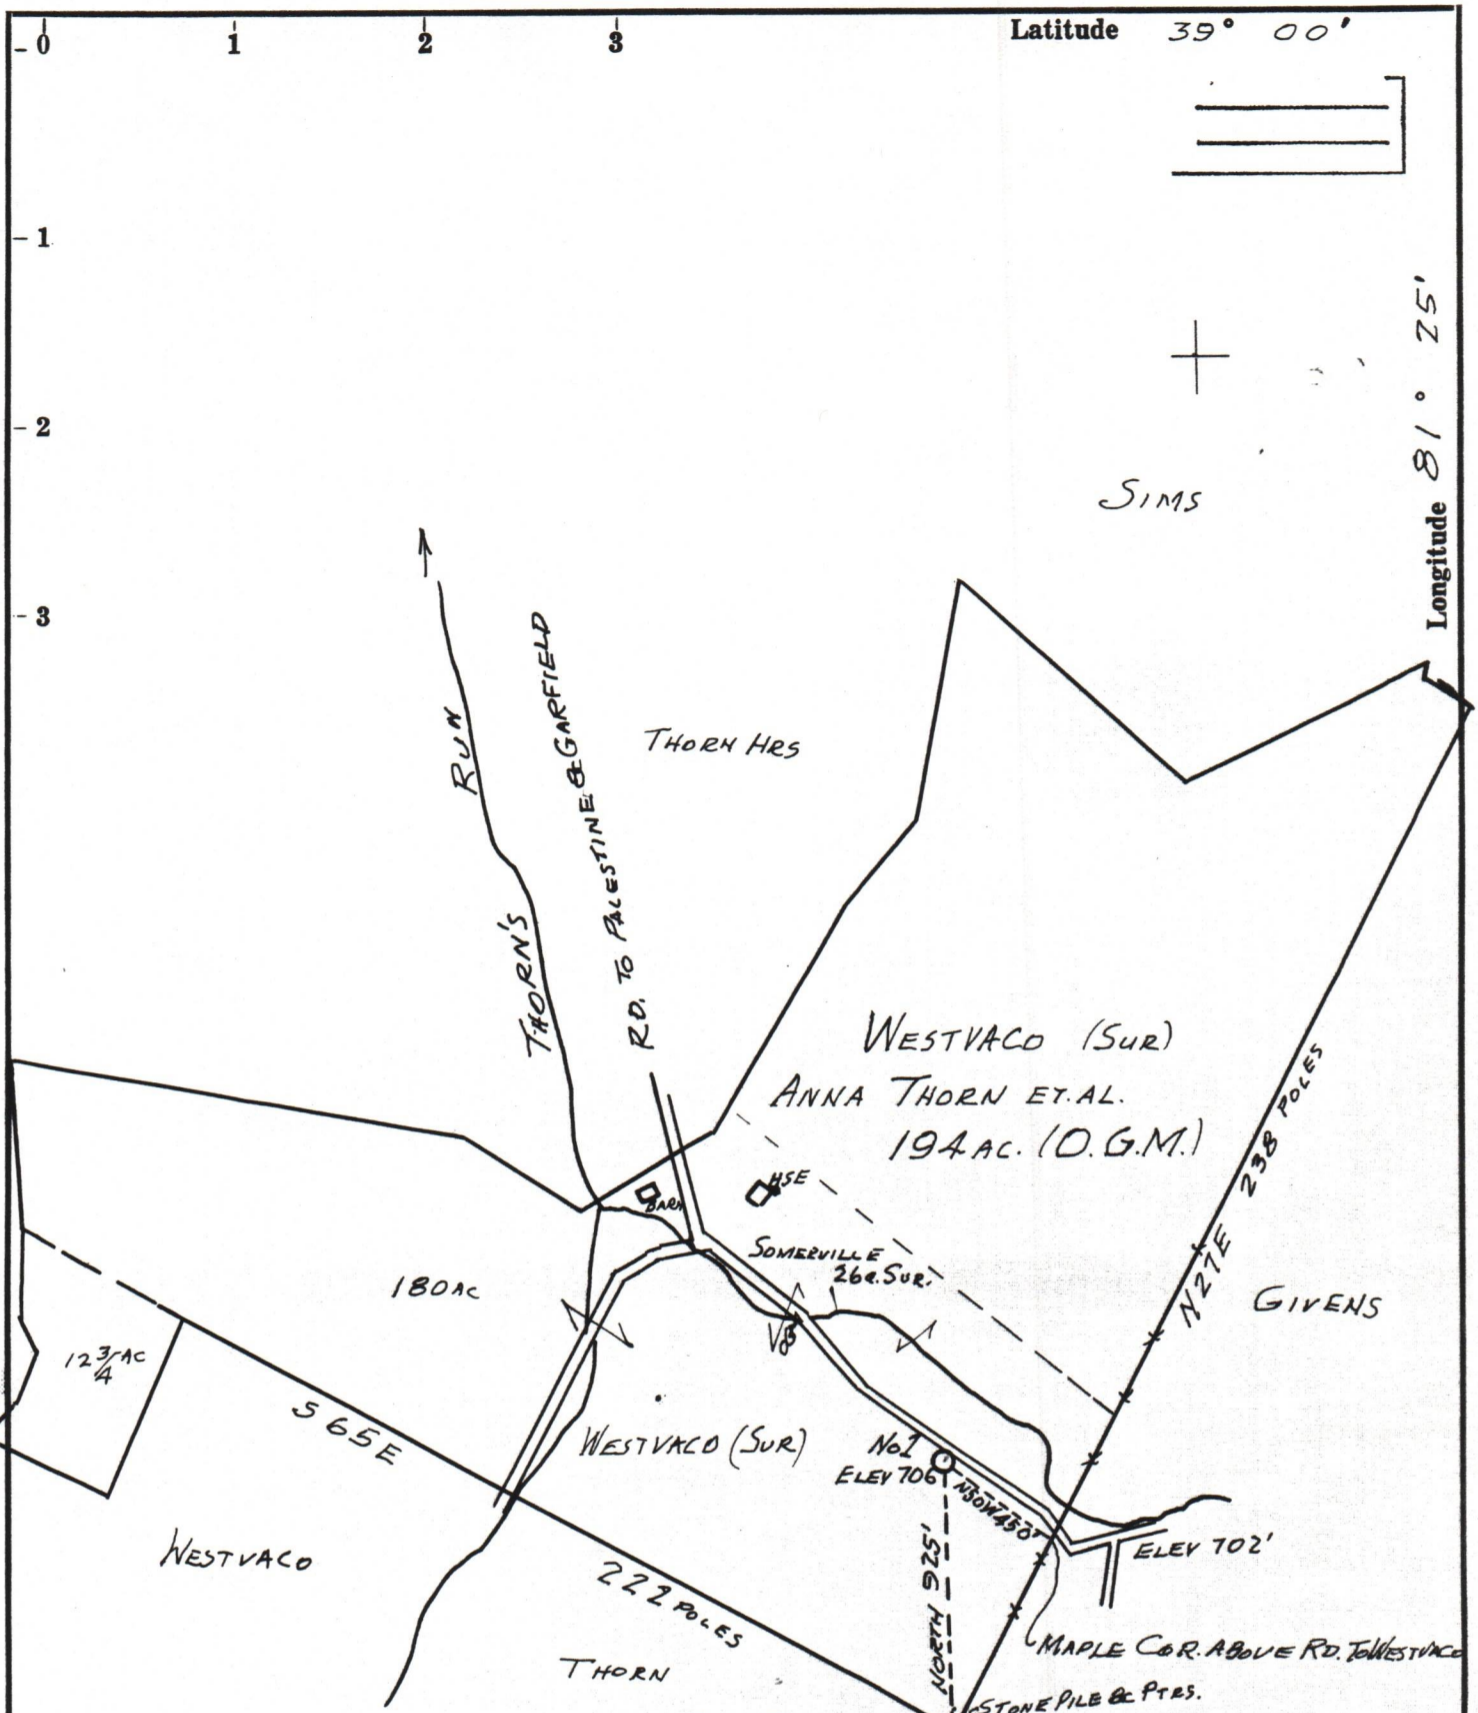 0 1 2 3
Latitude 39° 00'
1
2
3
Longitude 81° 25'
SIMS
THORN HRS
THORN'S RUN
RD. TO PALESTINE & GARFIELD
WESTVACO (SUR)
ANNA THORN ET. AL.
194 AC. (O.G.M.)
N27E 238 POLES
HSE
BARN
SOMERVILLE
26a. SUR.
180 AC
GIVENS
12 3/4 AC
S 65 E
222 POLES
WESTVACO (SUR)
No 1
ELEV 706
N50W 450'
NORTH 925'
ELEV 702'
WESTVACO
THORN
MAPLE COR. ABOVE RD. TO WESTVACO
STONE PILE & PTRS.